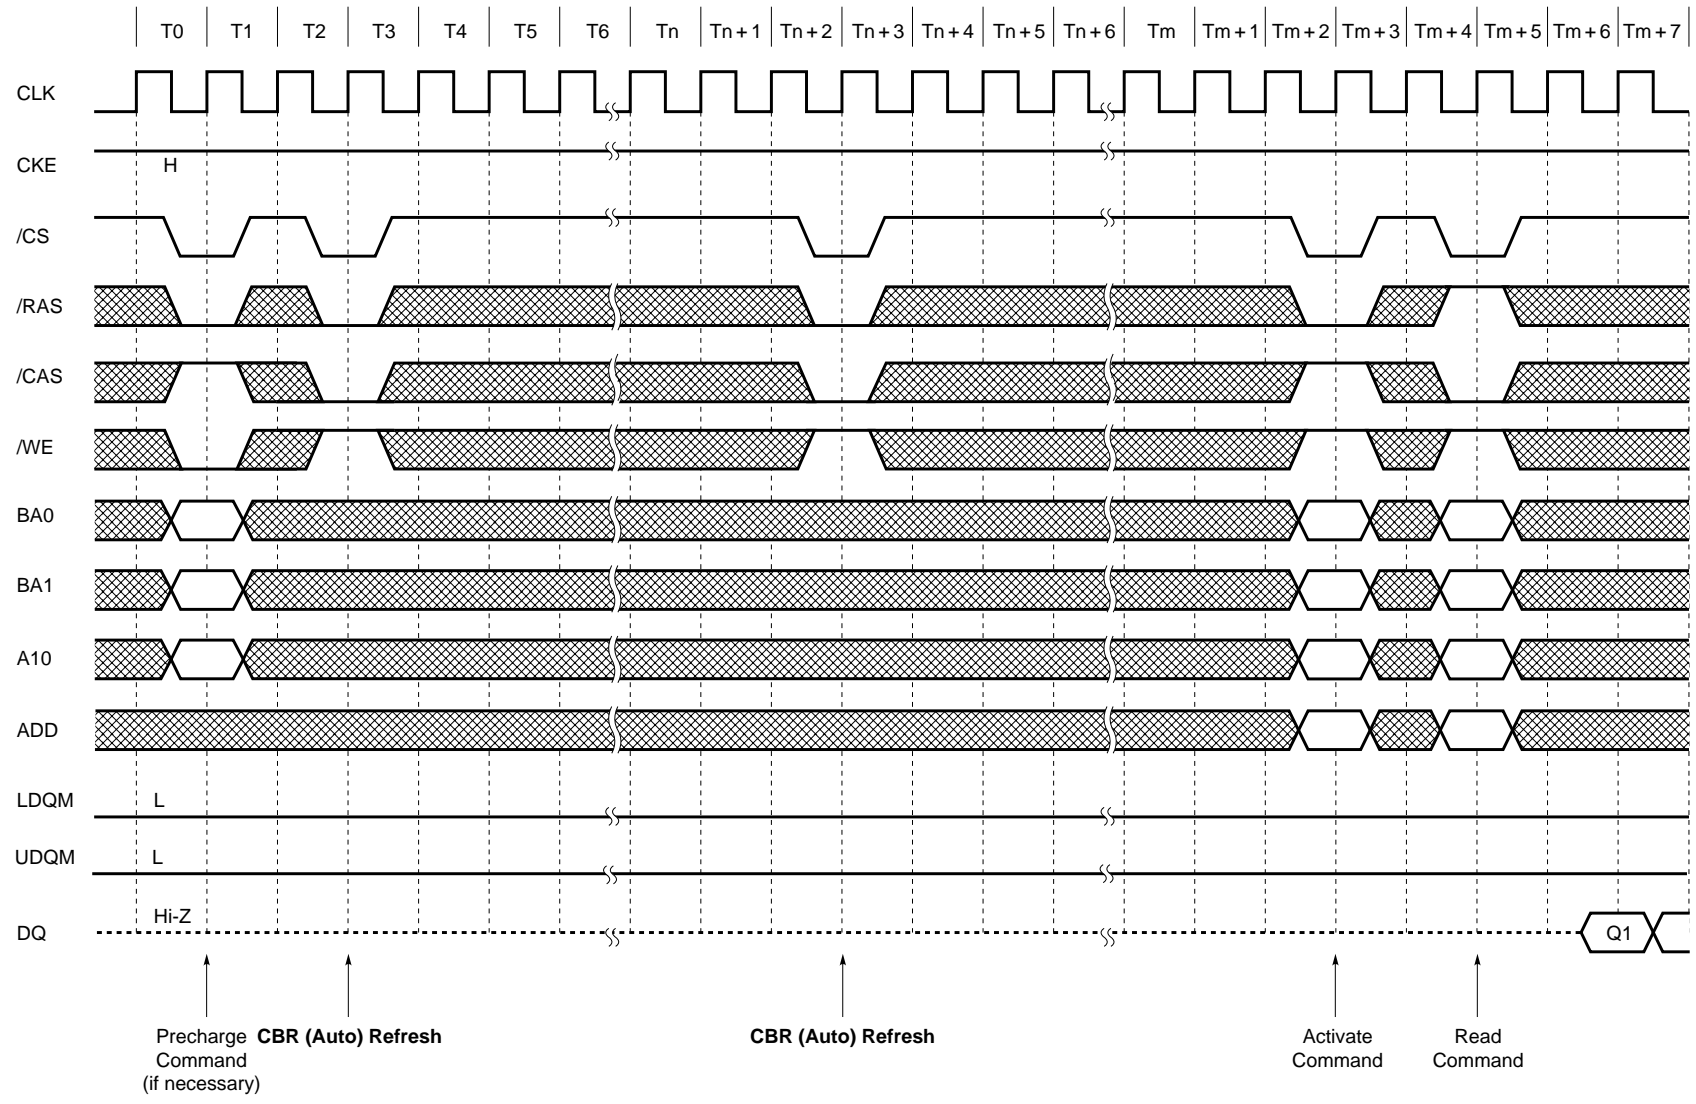 T0 T1 T2 T3 T4 T5 T6 Tn Tn + 1 Tn + 2 Tn + 3 Tn + 4 Tn + 5 Tn + 6 Tm Tm + 1 Tm + 2 Tm + 3 Tm + 4 Tm + 5 Tm + 6 Tm + 7
CLK
CKE H
/CS
/RAS
/CAS
/WE
BA0
BA1
A10
ADD
LDQM L
UDQM L
Hi-Z
DQ Q1
Precharge CBR (Auto) Refresh CBR (Auto) Refresh Activate Read
Command Command Command
(if necessary)